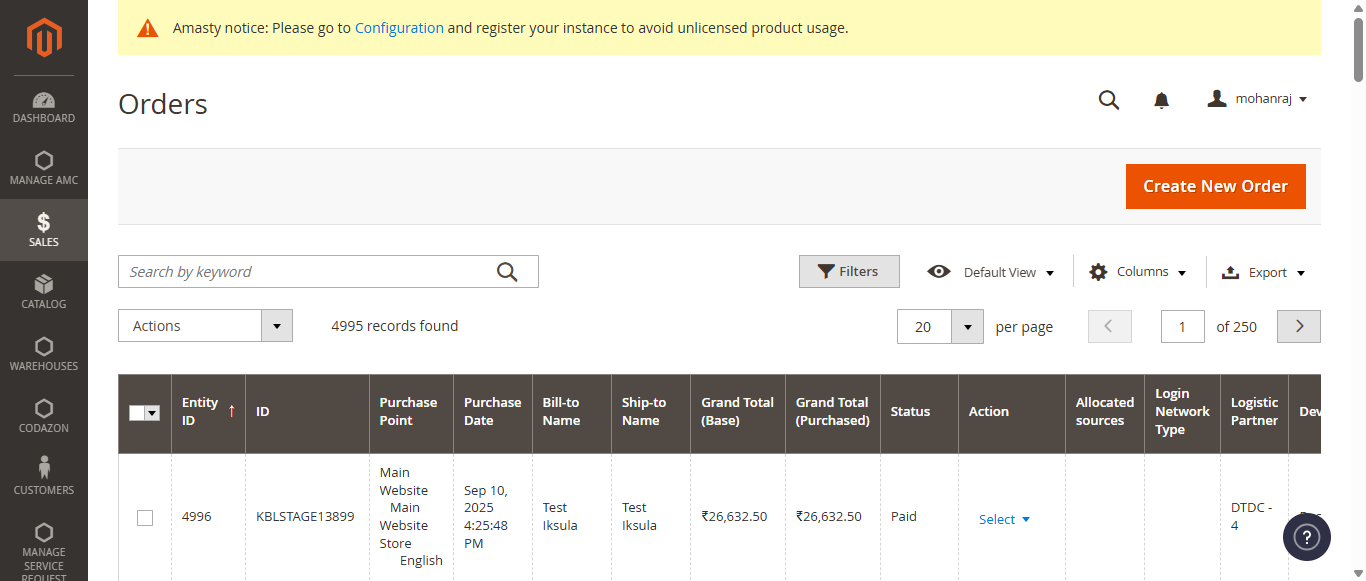 Amasty notice: Please go to Configuration and register your instance to avoid unlicensed product usage.
Orders
mohanraj
DASHBOARD
MANAGE AMC
SALES
CATALOG
WAREHOUSES
CODAZON
CUSTOMERS
MANAGE
SERVICE
REQUEST
Create New Order
Search by keyword
Filters
Default View
Columns
Export
Actions
4995 records found
20
per page
1
of 250
Entity
ID ↑
ID
Purchase
Point
Purchase
Date
Bill-to
Name
Ship-to
Name
Grand Total
(Base)
Grand Total
(Purchased)
Status
Action
Allocated
sources
Login
Network
Type
Logistic
Partner
Dev
4996
KBLSTAGE13899
Main
Website
Main
Website
Store
English
Sep 10,
2025
4:25:48
PM
Test
Iksula
Test
Iksula
₹26,632.50
₹26,632.50
Paid
Select
DTDC -
4
?